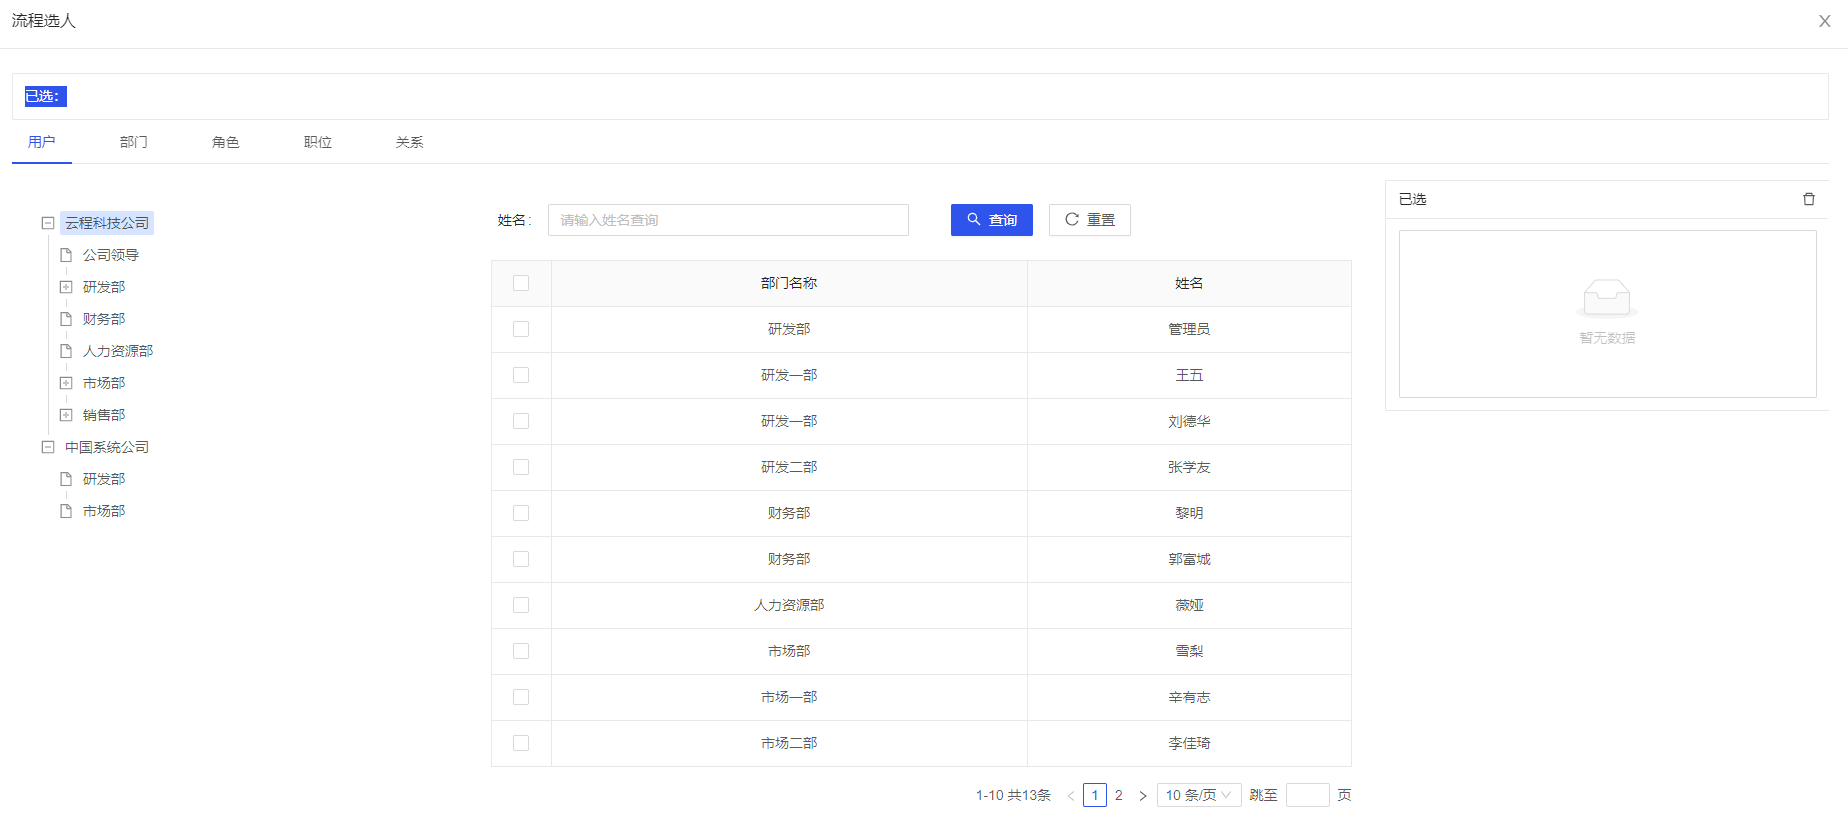 流程选人
已选：
用户 部门 角色 职位 关系
云程科技公司
公司领导
研发部
财务部
人力资源部
市场部
销售部
中国系统公司
研发部
市场部
姓名： 请输入姓名查询 查询 重置
部门名称 姓名
研发部 管理员
研发一部 王五
研发一部 刘德华
研发二部 张学友
财务部 黎明
财务部 郭富城
人力资源部 薇娅
市场部 雪梨
市场一部 辛有志
市场二部 李佳琦
1-10 共13条 < 1 2 > 10 条/页 跳至 页
已选
暂无数据